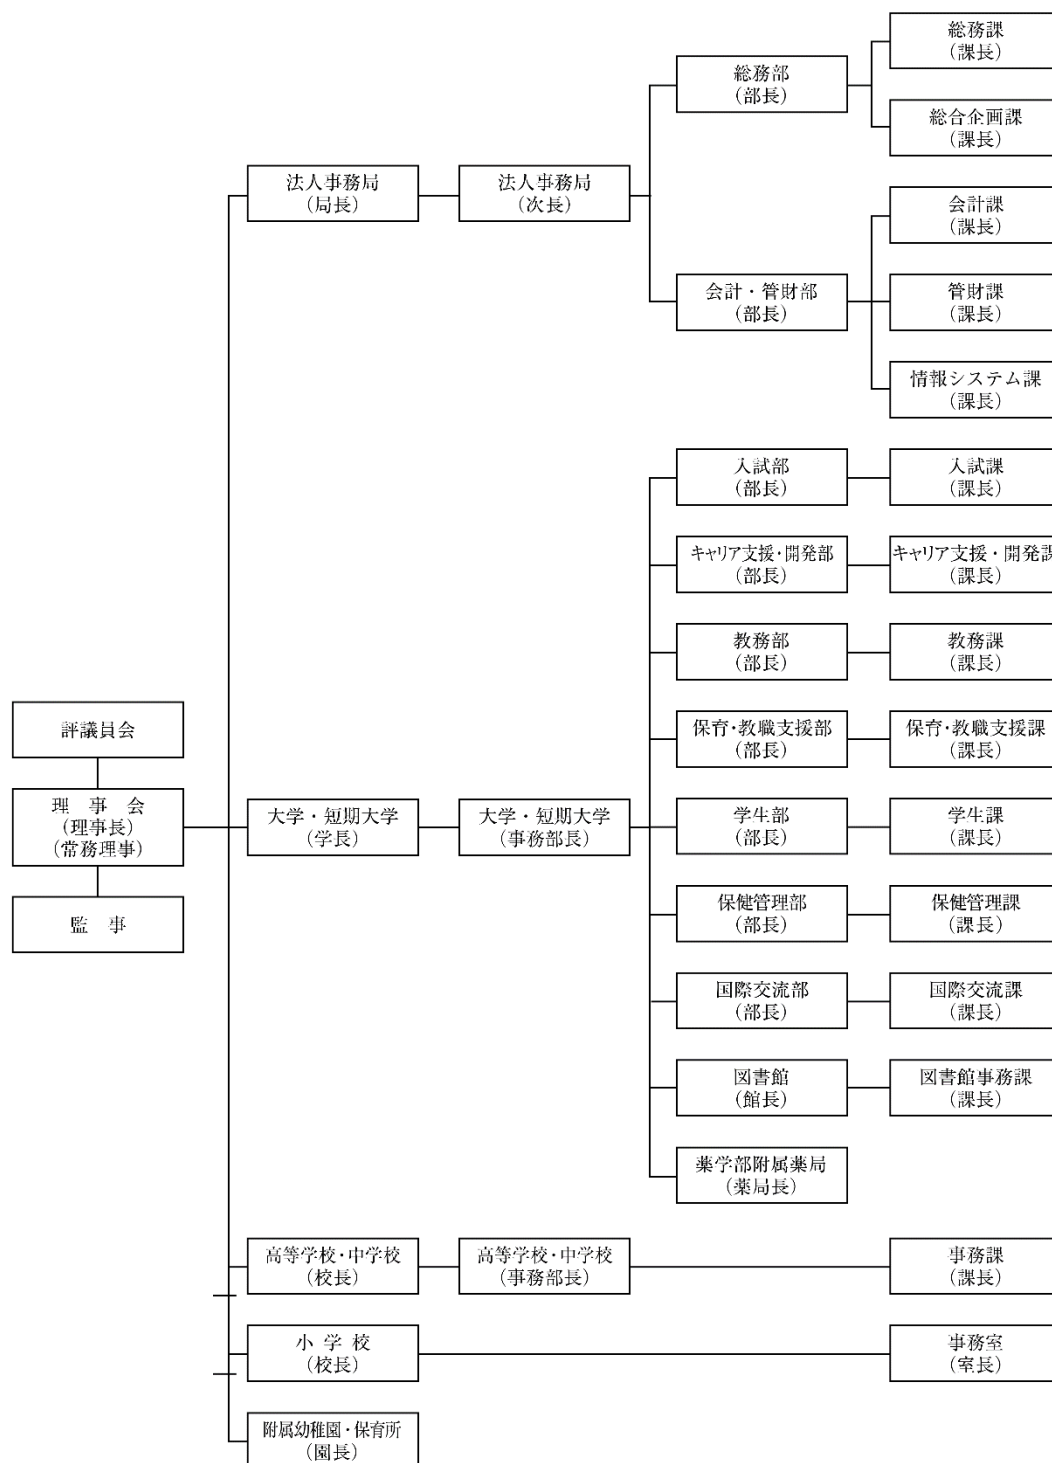 総務課
(課長)
総務部
(部長)
総合企画課
(課長)
法人事務局
(局長)
法人事務局
(次長)
会計課
(課長)
会計・管財部
(部長)
管財課
(課長)
情報システム課
(課長)
入試部
(部長)
入試課
(課長)
キャリア支援・開発部
(部長)
キャリア支援・開発課
(課長)
教務部
(部長)
教務課
(課長)
保育・教職支援部
(部長)
保育・教職支援課
(課長)
評議員会
理 事 会
(理事長)
(常務理事)
監 事
大学・短期大学
(学長)
大学・短期大学
(事務部長)
学生部
(部長)
学生課
(課長)
保健管理部
(部長)
保健管理課
(課長)
国際交流部
(部長)
国際交流課
(課長)
図書館
(館長)
図書館事務課
(課長)
薬学部附属薬局
(薬局長)
高等学校・中学校
(校長)
高等学校・中学校
(事務部長)
事務課
(課長)
小 学 校
(校長)
事務室
(室長)
附属幼稚園・保育所
(園長)